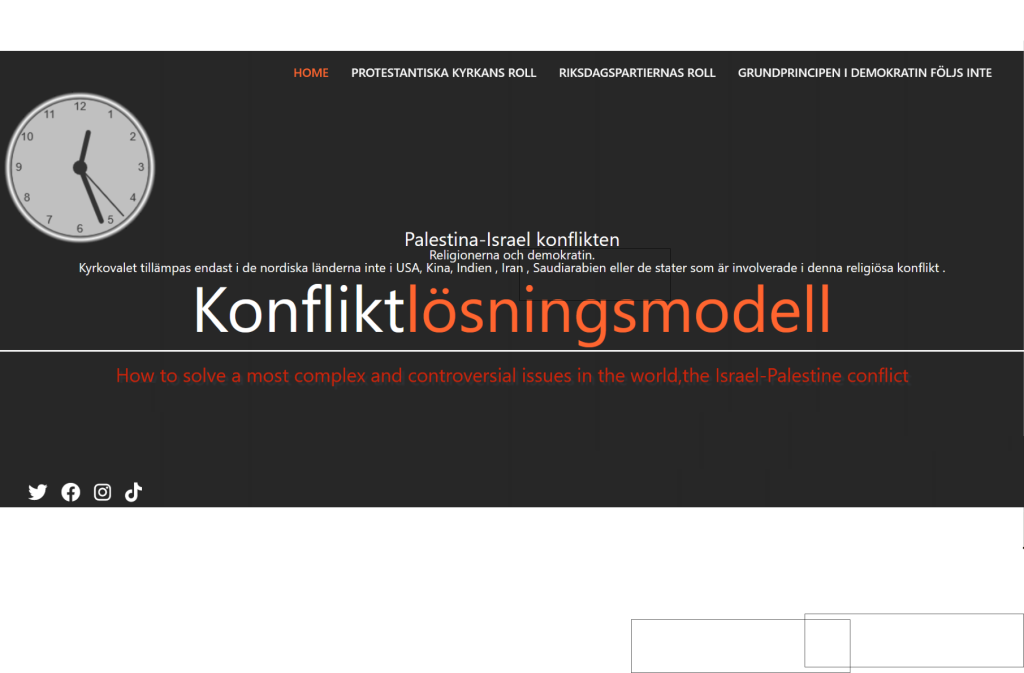 HOME PROTESTANTISKA KYRKANS ROLL RIKSDAGSPARTIERNAS ROLL GRUNDPRINCIPEN I DEMOKRATIN FÖLJS INTE
12
11 1
10 2
9 3
8 4
7 5
6
Palestina-Israel konflikten
Religionerna och demokratin.
Kyrkovalet tillämpas endast i de nordiska länderna inte i USA, Kina, Indien , Iran , Saudiarabien eller de stater som är involverade i denna religiösa konflikt .
Konfliktlösningsmodell
How to solve a most complex and controversial issues in the world,the Israel-Palestine conflict